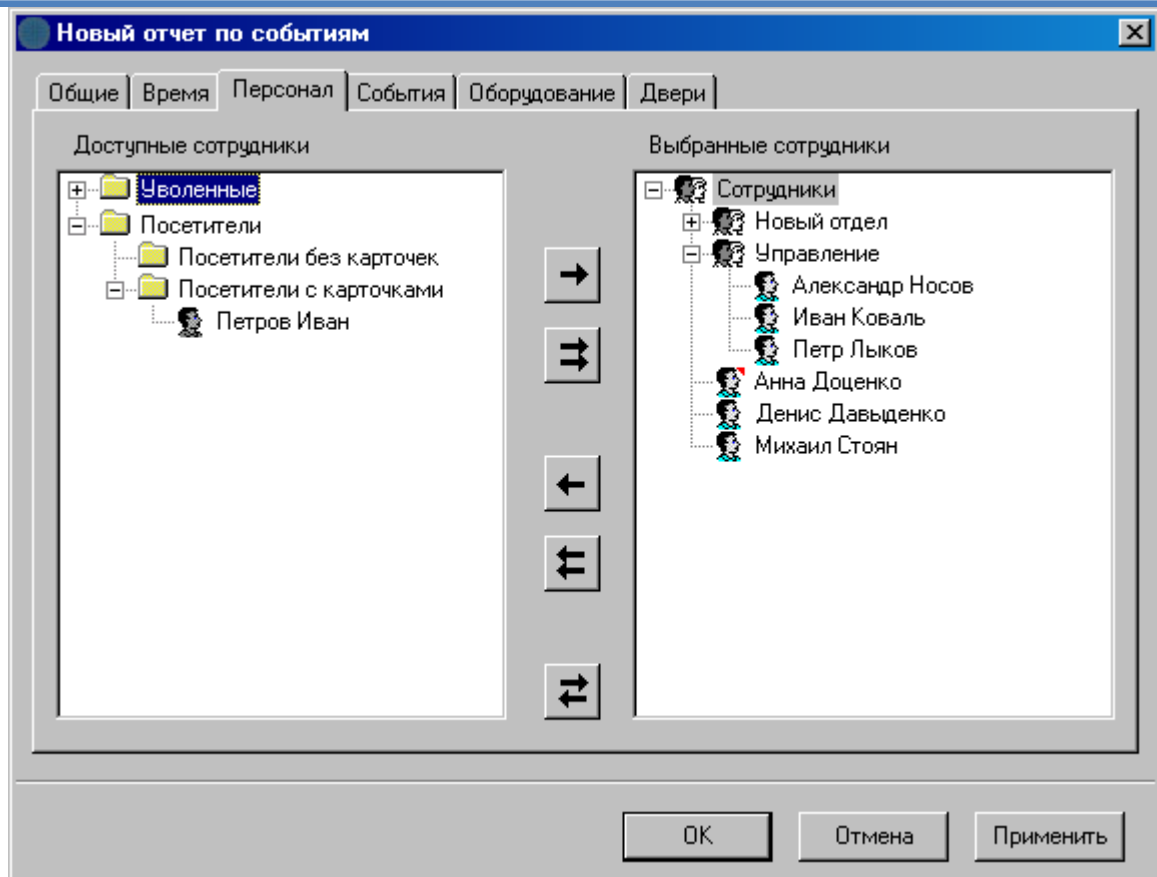 Новый отчет по событиям
Общие Время Персонал События Оборудование Двери
Доступные сотрудники
Уволенные
Посетители
Посетители без карточек
Посетители с карточками
Петров Иван
Выбранные сотрудники
Сотрудники
Новый отдел
Управление
Александр Носов
Иван Коваль
Петр Лыков
Анна Доценко
Денис Давыденко
Михаил Стоян
OK Отмена Применить